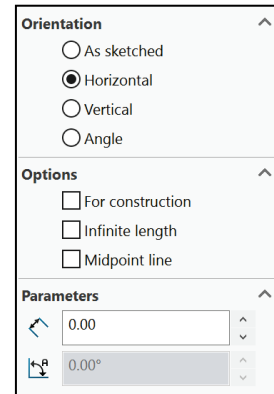 Orientation
As sketched
Horizontal
Vertical
Angle
Options
For construction
Infinite length
Midpoint line
Parameters
0.00
0.00°